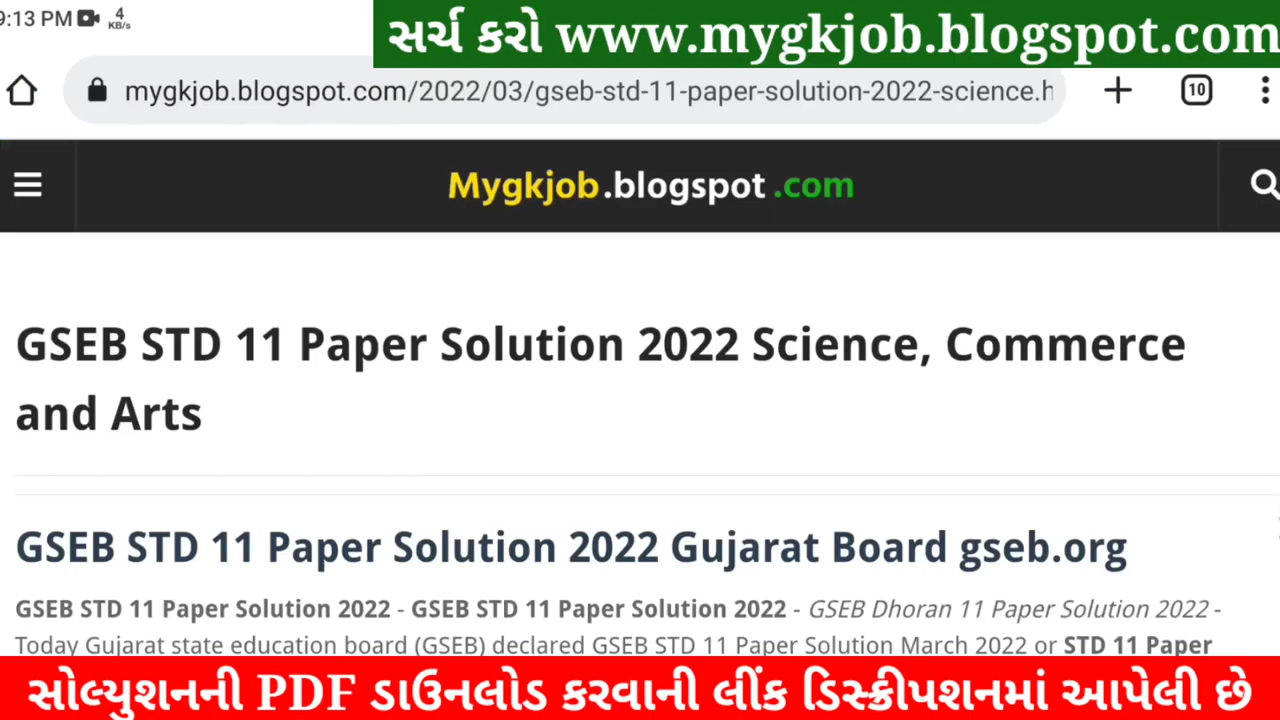 9:13 PM 4 KB/s
સર્ચ કરો www.mygkjob.blogspot.com
mygkjob.blogspot.com/2022/03/gseb-std-11-paper-solution-2022-science.h
10
Mygkjob.blogspot.com
GSEB STD 11 Paper Solution 2022 Science, Commerce
and Arts
GSEB STD 11 Paper Solution 2022 Gujarat Board gseb.org
GSEB STD 11 Paper Solution 2022 - GSEB STD 11 Paper Solution 2022 - GSEB Dhoran 11 Paper Solution 2022 -
Today Gujarat state education board (GSEB) declared GSEB STD 11 Paper Solution March 2022 or STD 11 Paper
સોલ્યુશનની PDF ડાઉનલોડ કરવાની લીંક ડિસ્ક્રીપશનમાં આપેલી છે